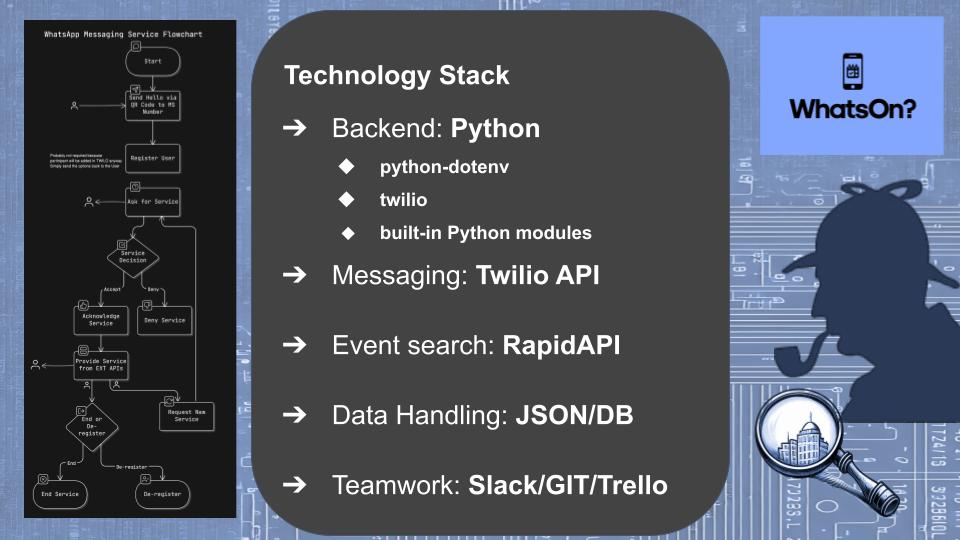 WhatsApp Messaging Service Flowchart
Start
Send Hello via
QR Code to MS
Number
Probably not required because
participant will be added in TWILO anyway
Simply send the options back to the User
Register User
Ask for Service
Service
Decision
Accept
Deny
Acknowledge
Service
Deny Service
Provide Service
from EXT APIs
Request New
Service
End or
De-
register
End
De-register
End Service
De-register
Technology Stack
➔ Backend: Python
◆ python-dotenv
◆ twilio
◆ built-in Python modules
➔ Messaging: Twilio API
➔ Event search: RapidAPI
➔ Data Handling: JSON/DB
➔ Teamwork: Slack/GIT/Trello
WhatsOn?